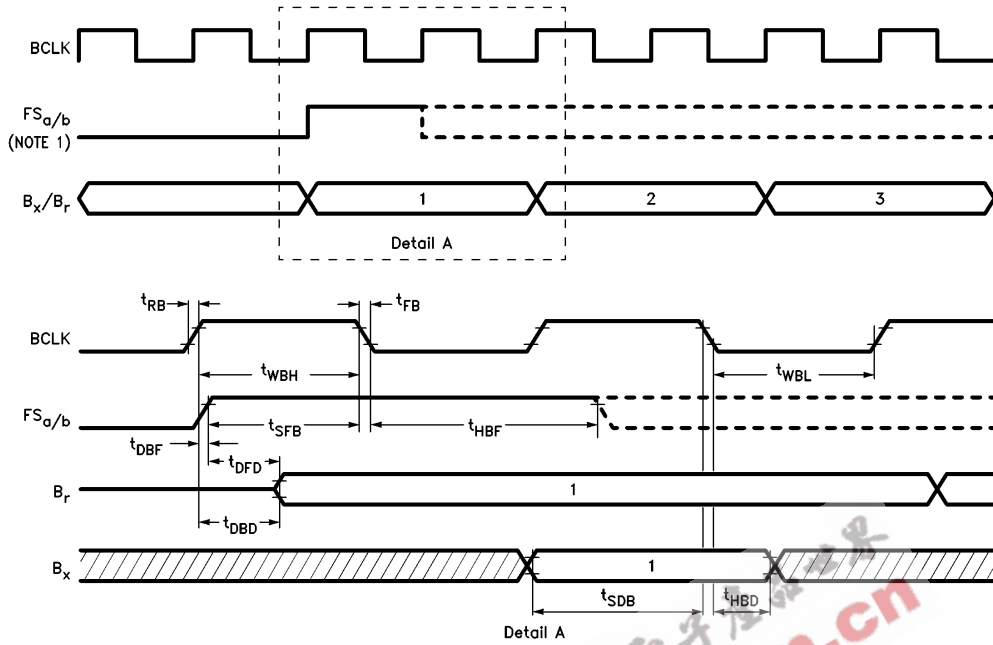 BCLK
FSa/b
(NOTE 1)
Bx/Br
1
2
3
Detail A
tRB
tFB
BCLK
tWBH
tWBL
FSa/b
tSFB
tHBF
tDBF
tDFD
Br
1
tDBD
Bx
1
tSDB
tHBD
Detail A
.cn